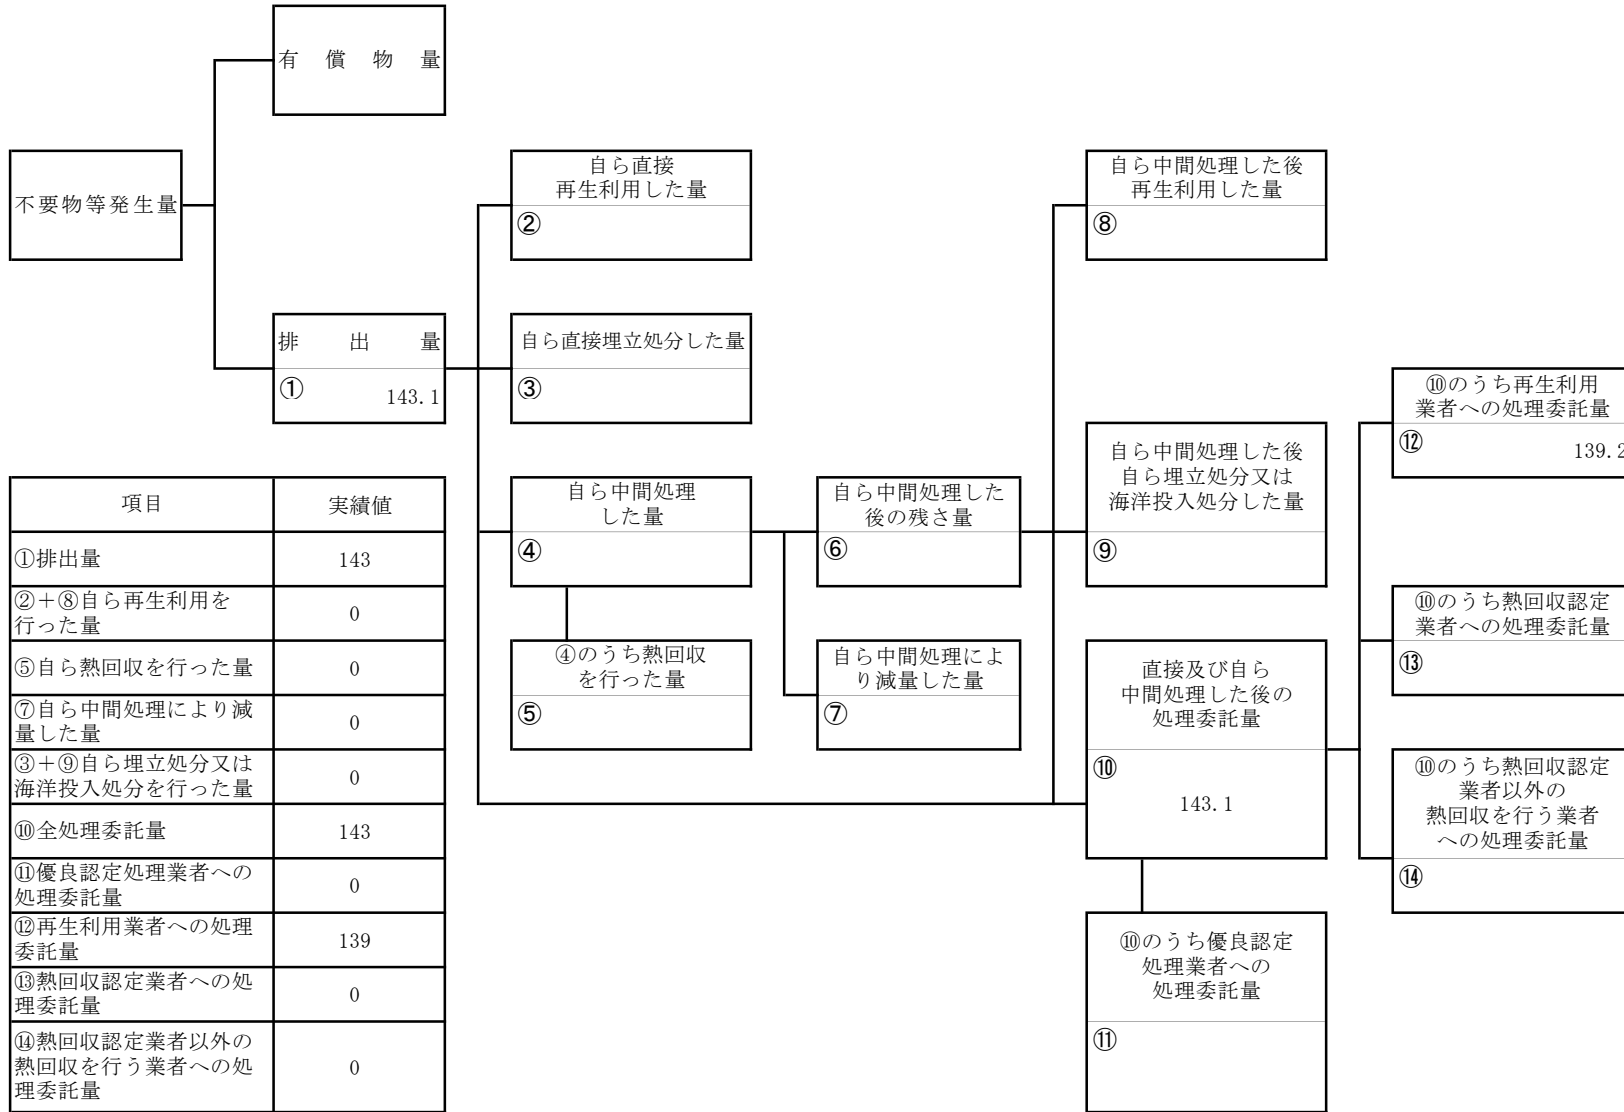 有償物量
不要物等発生量
排出量
① 143.1
自ら直接
再生利用した量
②
自ら直接埋立処分した量
③
自ら中間処理
した量
④
④のうち熱回収
を行った量
⑤
自ら中間処理した
後の残さ量
⑥
自ら中間処理によ
り減量した量
⑦
自ら中間処理した後
再生利用した量
⑧
自ら中間処理した後
自ら埋立処分又は
海洋投入処分した量
⑨
直接及び自ら
中間処理した後の
処理委託量
⑩
143.1
⑩のうち優良認定
処理業者への
処理委託量
⑪
⑩のうち再生利用
業者への処理委託量
⑫ 139.2
⑩のうち熱回収認定
業者への処理委託量
⑬
⑩のうち熱回収認定
業者以外の
熱回収を行う業者
への処理委託量
⑭
項目 実績値
①排出量 143
②+⑧自ら再生利用を
行った量 0
⑤自ら熱回収を行った量 0
⑦自ら中間処理により減
量した量 0
③+⑨自ら埋立処分又は
海洋投入処分を行った量 0
⑩全処理委託量 143
⑪優良認定処理業者への
処理委託量 0
⑫再生利用業者への処理
委託量 139
⑬熱回収認定業者への処
理委託量 0
⑭熱回収認定業者以外の
熱回収を行う業者への処
理委託量 0